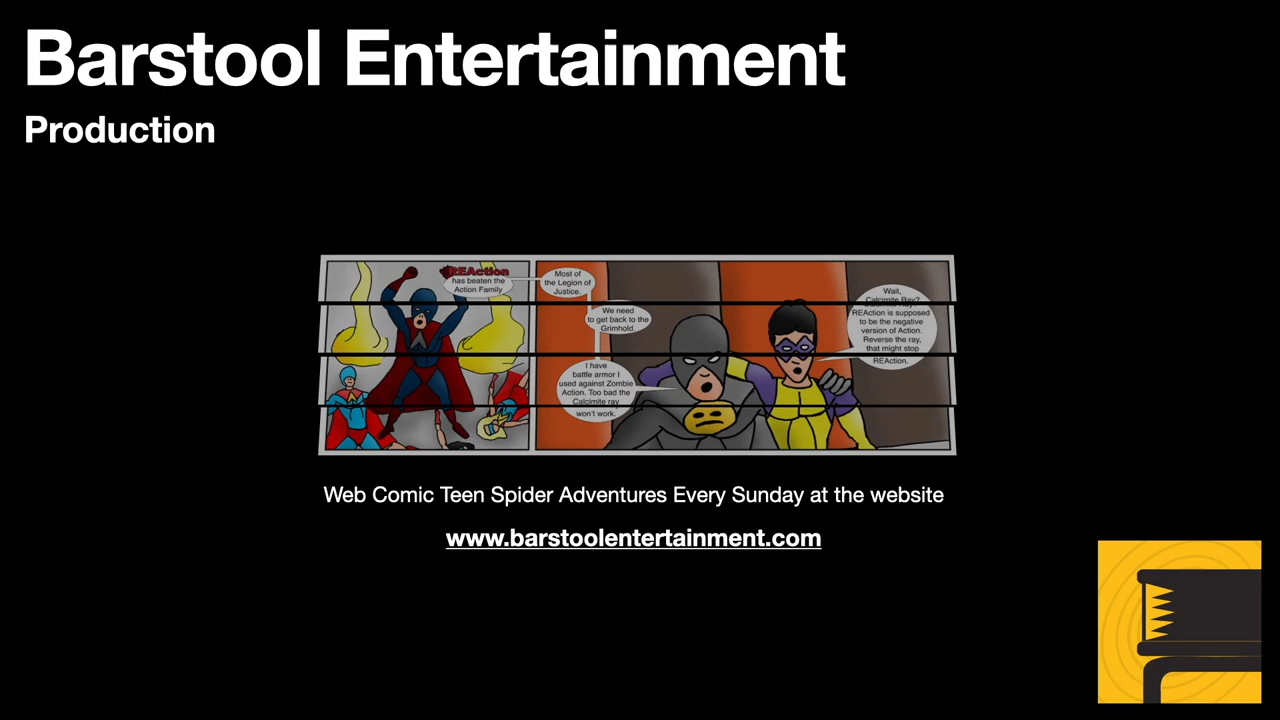 Barstool Entertainment
Production
REAction
has beaten the
Action Family
Most of
the Legion of
Justice.
We need
to get back to the
Grimhold.
I have
battle armor I
used against Zombie
Action. Too bad the
Calcimite ray
won't work.
Wait,
Calcimite Ray?
REAction is supposed
to be the negative
version of Action.
Reverse the ray,
that might stop
REAction.
Web Comic Teen Spider Adventures Every Sunday at the website
www.barstoolentertainment.com